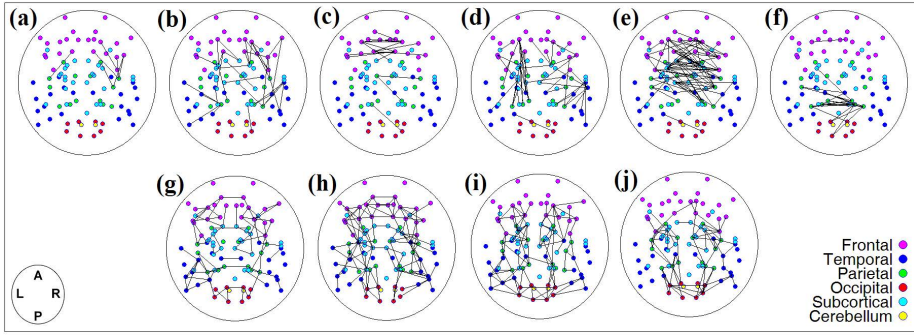 (a) (b) (c) (d) (e) (f)
(g) (h) (i) (j)
A
L R
P
Frontal
Temporal
Parietal
Occipital
Subcortical
Cerebellum